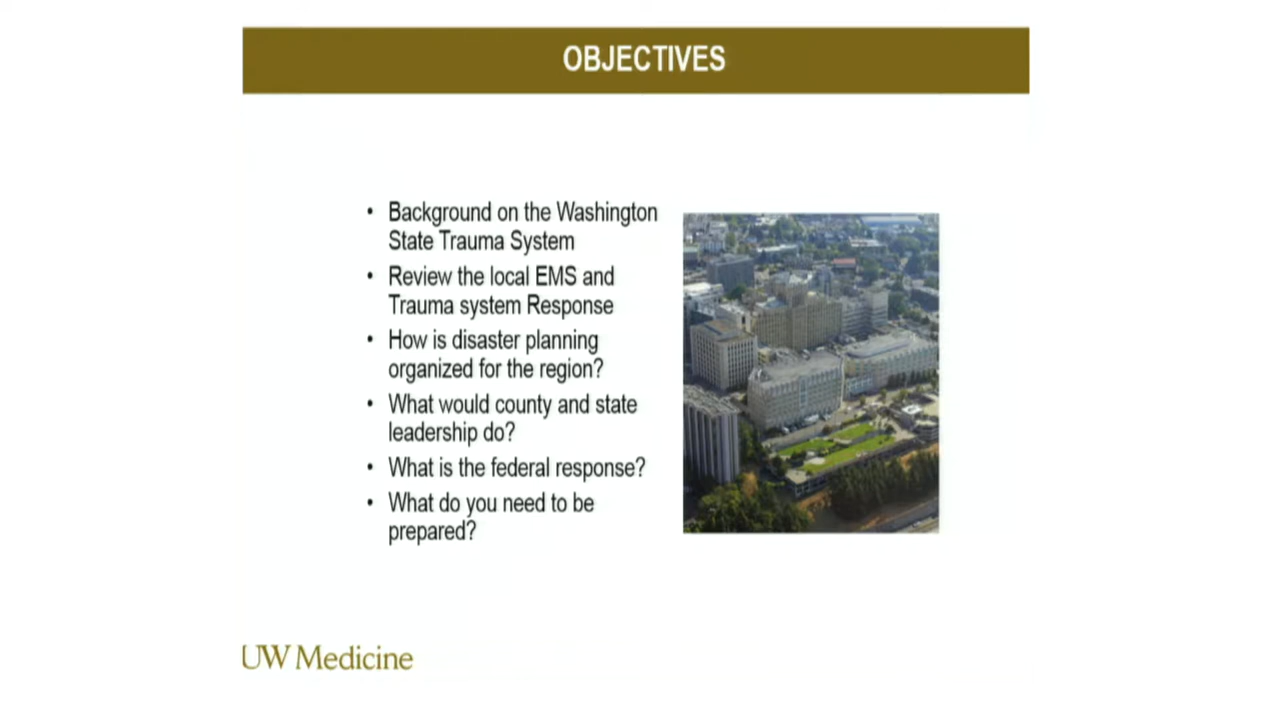 OBJECTIVES
• Background on the Washington
State Trauma System
• Review the local EMS and
Trauma system Response
• How is disaster planning
organized for the region?
• What would county and state
leadership do?
• What is the federal response?
• What do you need to be
prepared?
UW Medicine